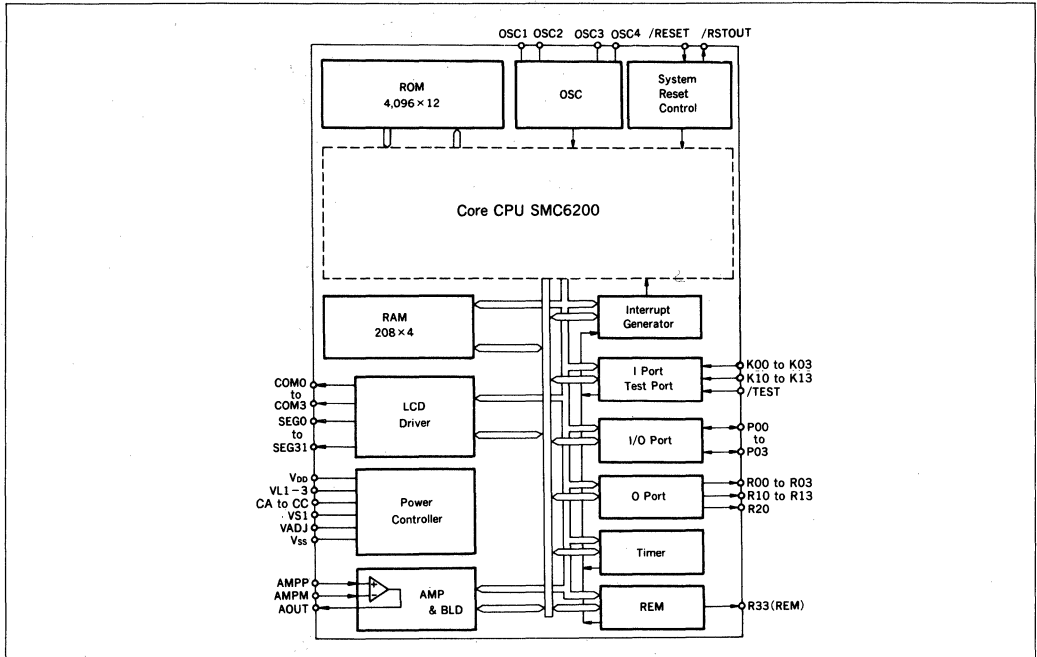 OSC1 OSC2 OSC3 OSC4 /RESET /RSTOUT
ROM
4,096×12
OSC
System
Reset
Control
Core CPU SMC6200
RAM
208×4
Interrupt
Generator
COM0
to
COM3
SEG0
to
SEG31
LCD
Driver
I Port
Test Port
K00 to K03
K10 to K13
/TEST
I/O Port
P00
to
P03
VDD
VL1-3
CA to CC
VS1
VADJ
VSS
Power
Controller
O Port
R00 to R03
R10 to R13
R20
Timer
AMPP
AMPM
AOUT
+
−
AMP
& BLD
REM
R33(REM)